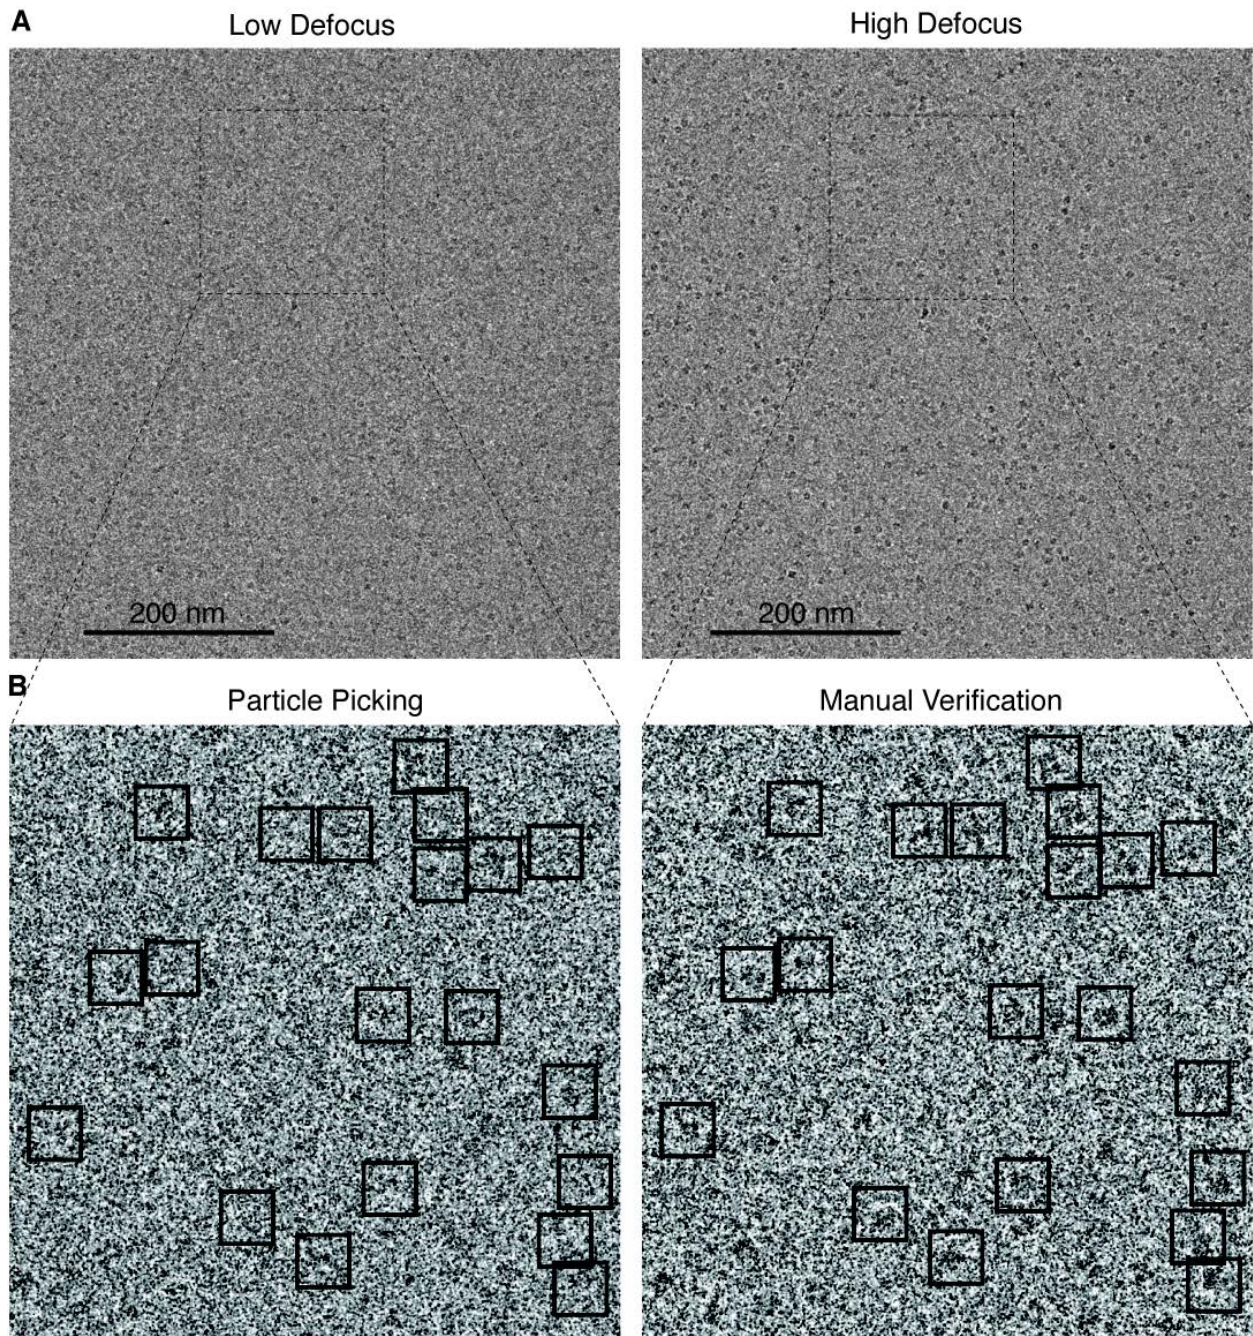 A
Low Defocus
High Defocus
200 nm
200 nm
B
Particle Picking
Manual Verification